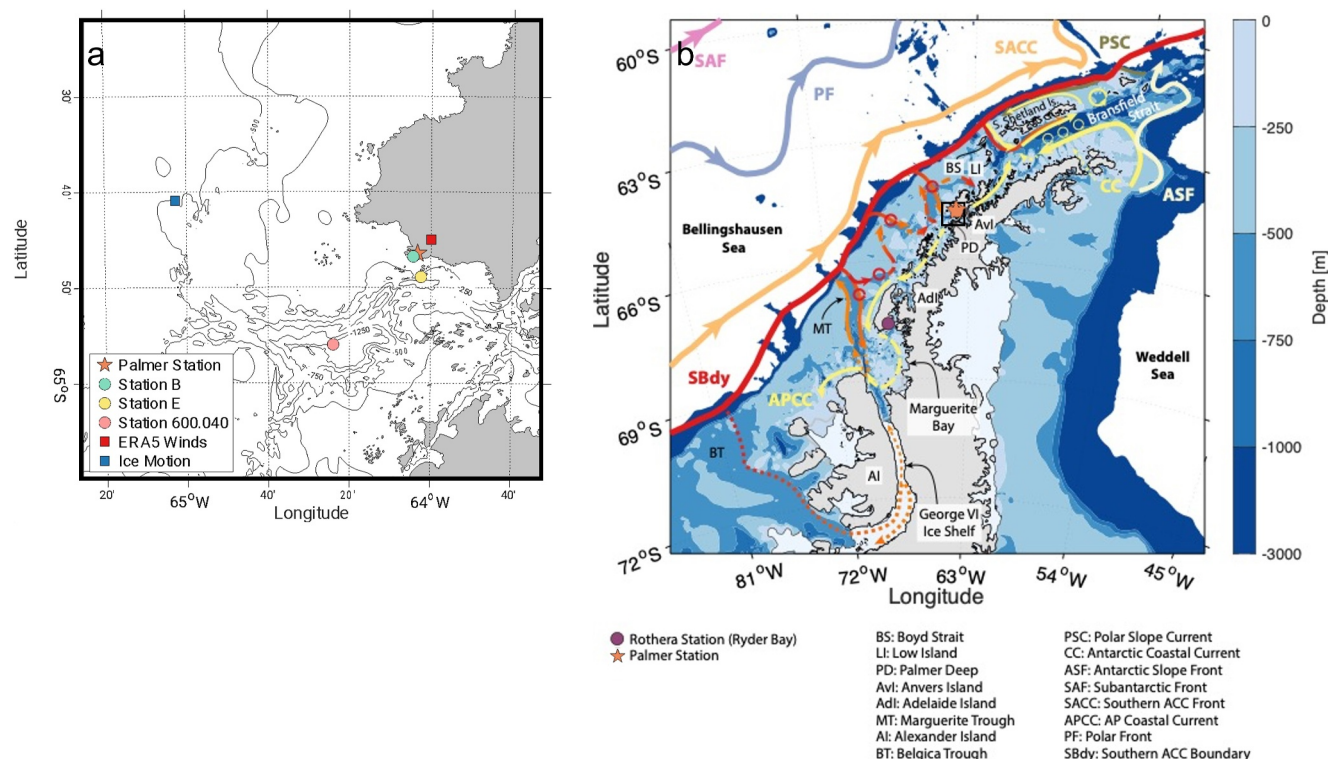 a
Latitude
30'
40'
50'
65°S
20'
65°W
40'
20'
64°W
40'
Longitude
-500
-750
-1250
-500
-750
Palmer Station
Station B
Station E
Station 600.040
ERA5 Winds
Ice Motion
b
Latitude
60°S
63°S
66°S
69°S
72°S
81°W
72°W
63°W
54°W
45°W
Longitude
SAF
PF
SACC
PSC
S. Shetland Is.
Bransfield
Strait
BS
LI
CC
ASF
Bellingshausen
Sea
AvI
PD
AdI
MT
Weddell
Sea
SBdy
APCC
Marguerite
Bay
BT
AI
George VI
Ice Shelf
0
-250
-500
-750
-1000
-3000
Depth [m]
Rothera Station (Ryder Bay)
Palmer Station
BS: Boyd Strait
LI: Low Island
PD: Palmer Deep
AvI: Anvers Island
AdI: Adelaide Island
MT: Marguerite Trough
AI: Alexander Island
BT: Belgica Trough
PSC: Polar Slope Current
CC: Antarctic Coastal Current
ASF: Antarctic Slope Front
SAF: Subantarctic Front
SACC: Southern ACC Front
APCC: AP Coastal Current
PF: Polar Front
SBdy: Southern ACC Boundary